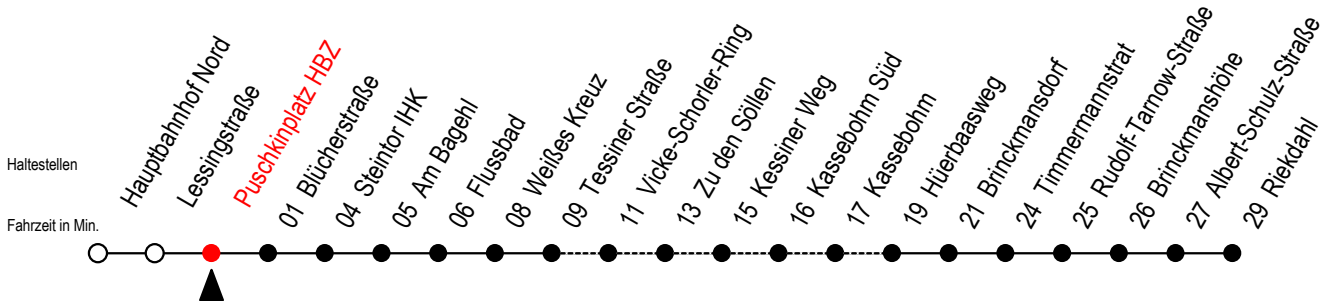 Haltestellen
Fahrzeit in Min.
Hauptbahnhof Nord
Lessingstraße
Puschkinplatz HBZ
01 Blücherstraße
04 Steintor IHK
05 Am Bagehl
06 Flussbad
08 Weißes Kreuz
09 Tessiner Straße
11 Vicke-Schorler-Ring
13 Zu den Söllen
15 Kessiner Weg
16 Kassebohm Süd
17 Kassebohm
19 Hüerbaasweg
21 Brinckmansdorf
24 Timmermannstrat
25 Rudolf-Tarnow-Straße
26 Brinckmanshöhe
27 Albert-Schulz-Straße
29 Riekdahl